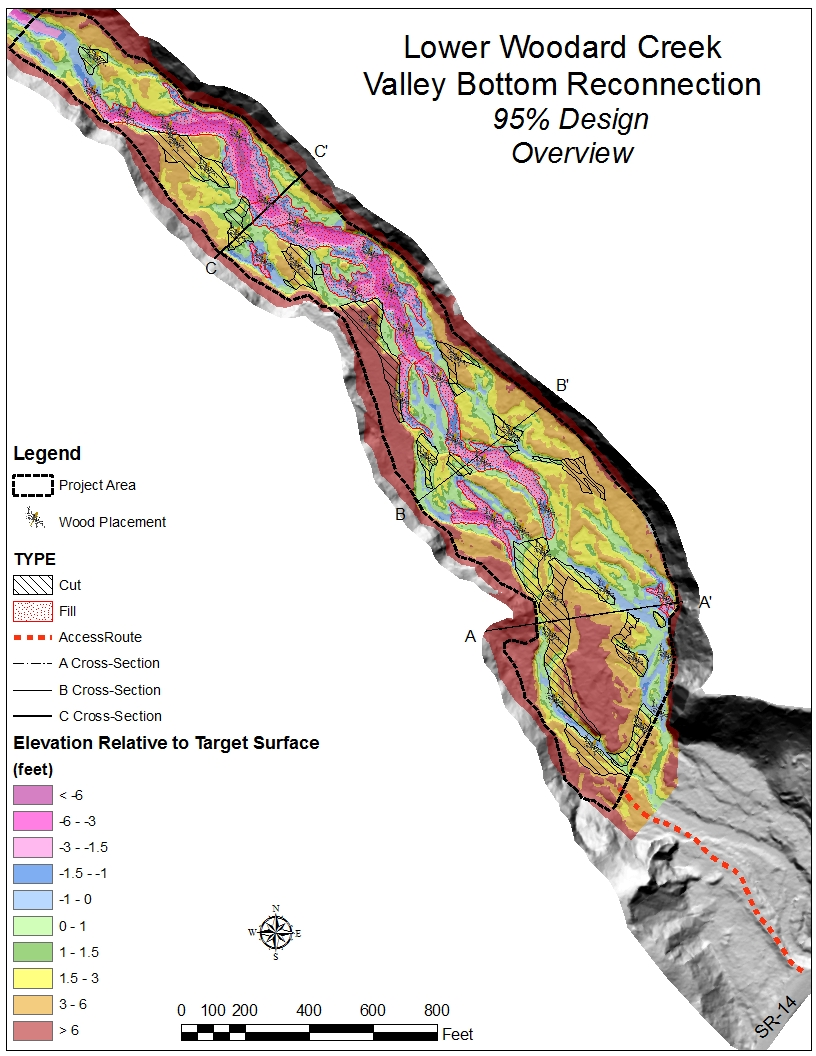 Lower Woodard Creek
Valley Bottom Reconnection
95% Design
Overview
C'
C
B'
B
A'
A
Legend
Project Area
Wood Placement
TYPE
Cut
Fill
AccessRoute
A Cross-Section
B Cross-Section
C Cross-Section
Elevation Relative to Target Surface
(feet)
< -6
-6 - -3
-3 - -1.5
-1.5 - -1
-1 - 0
0 - 1
1 - 1.5
1.5 - 3
3 - 6
> 6
N
W E
S
0 100 200 400 600 800
Feet
SR-14